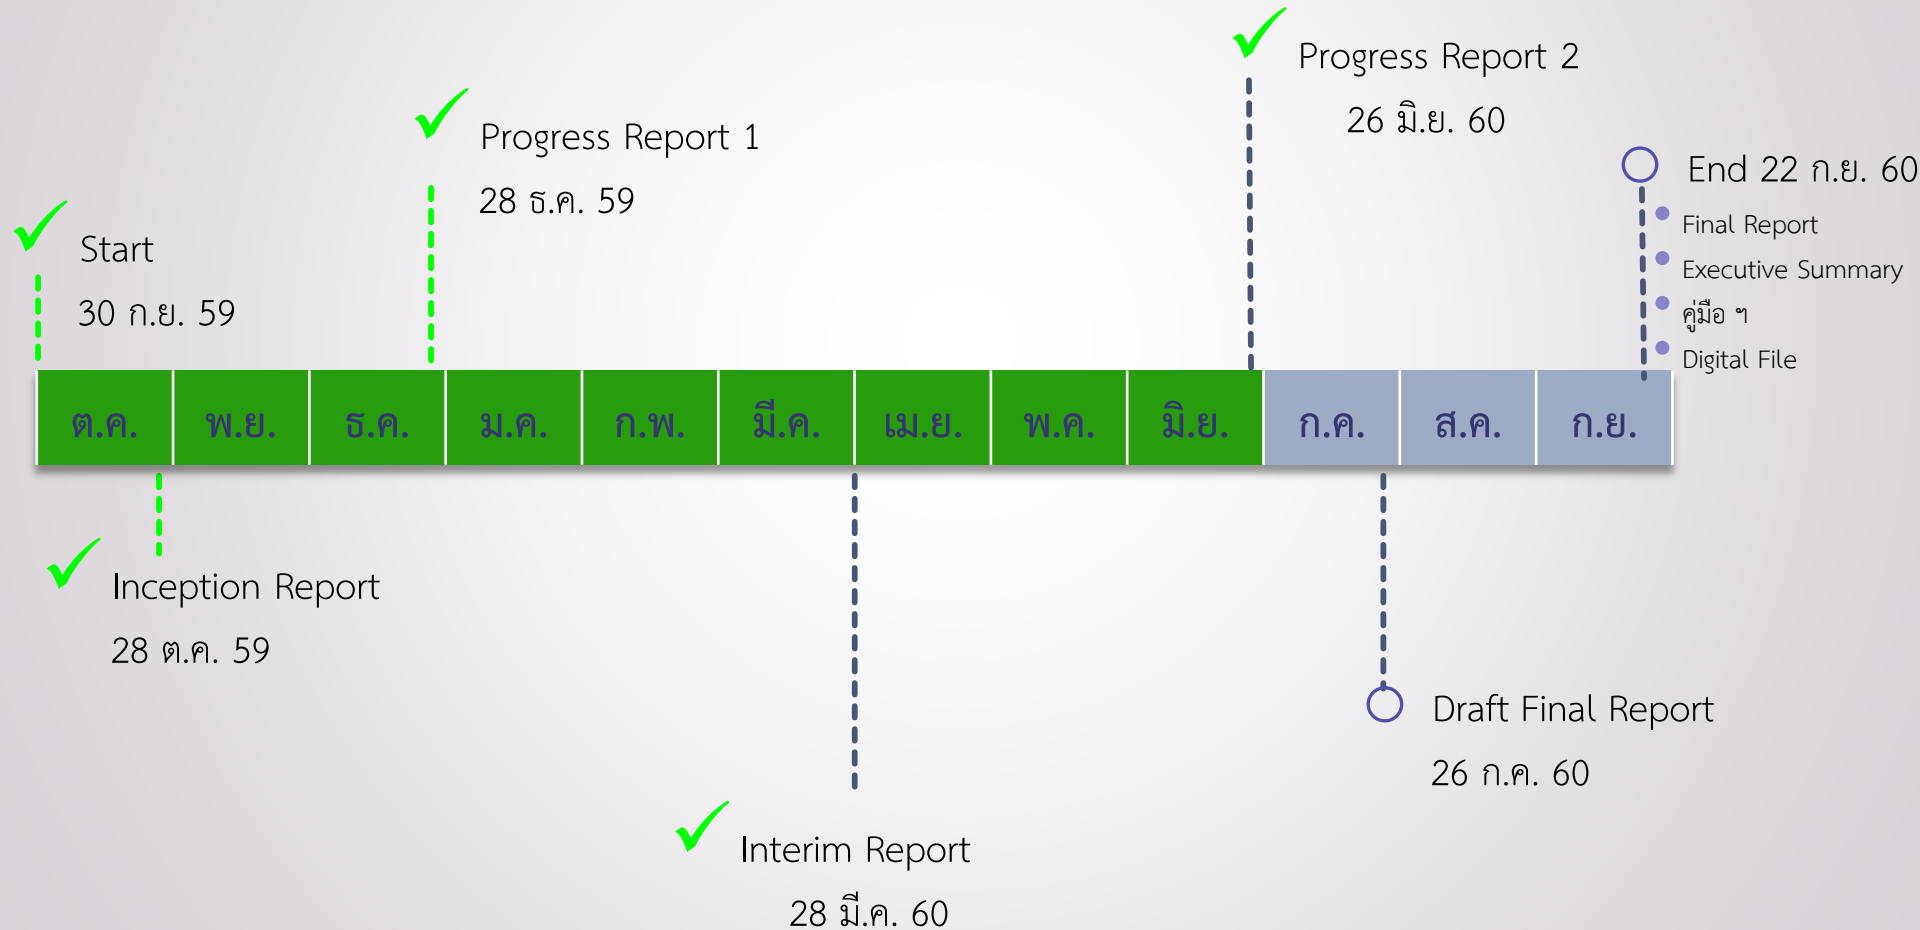 Progress Report 2
26 มิ.ย. 60
Progress Report 1
28 ธ.ค. 59
End 22 ก.ย. 60
Final Report
Executive Summary
คู่มือ ฯ
Digital File
Start
30 ก.ย. 59
ต.ค. พ.ย. ธ.ค. ม.ค. ก.พ. มี.ค. เม.ย. พ.ค. มิ.ย. ก.ค. ส.ค. ก.ย.
Inception Report
28 ต.ค. 59
Draft Final Report
26 ก.ค. 60
Interim Report
28 มี.ค. 60